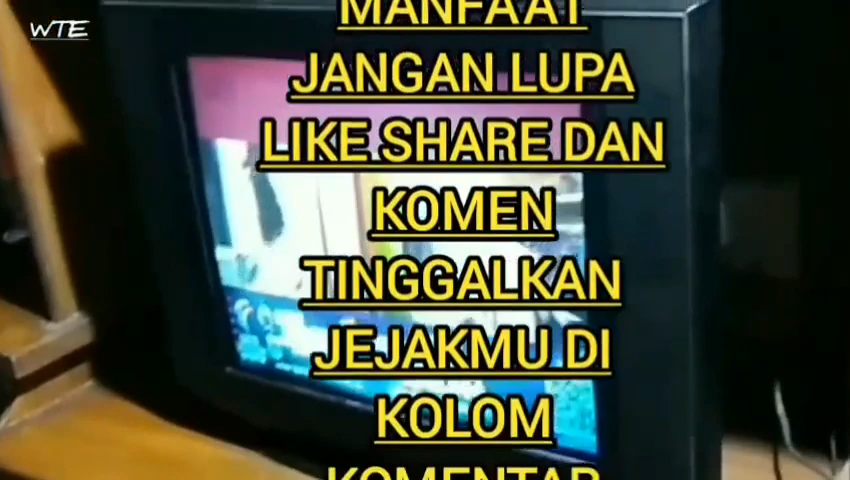 WTE
MANFAAT
JANGAN LUPA
LIKE SHARE DAN
KOMEN
TINGGALKAN
JEJAKMU DI
KOLOM
KOMENTAR